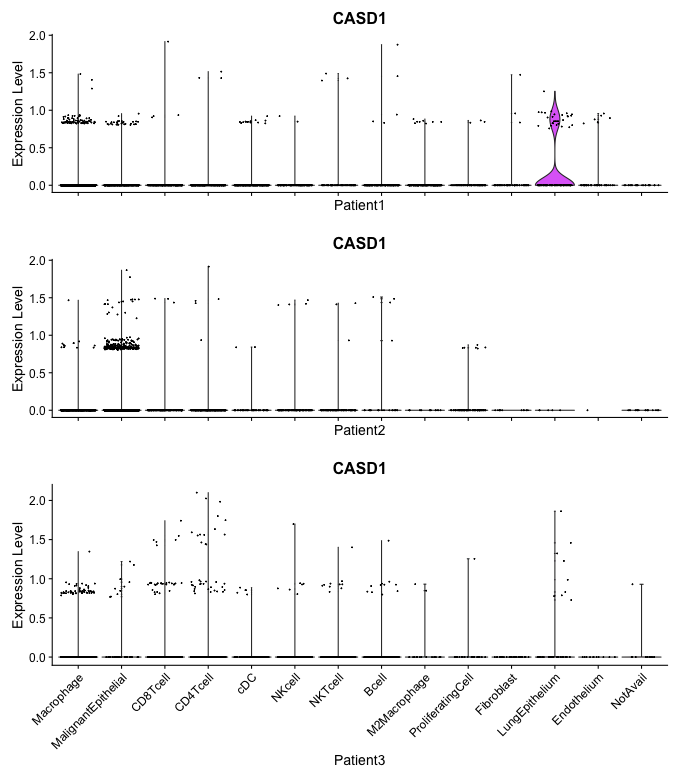 CASD1
Expression Level
2.0
1.5
1.0
0.5
0.0
Patient1
CASD1
Expression Level
2.0
1.5
1.0
0.5
0.0
Patient2
CASD1
Expression Level
2.0
1.5
1.0
0.5
0.0
Macrophage
MalignantEpithelial
CD8Tcell
CD4Tcell
cDC
NKcell
NKTcell
Bcell
M2Macrophage
ProliferatingCell
Fibroblast
LungEpithelium
Endothelium
NotAvail
Patient3